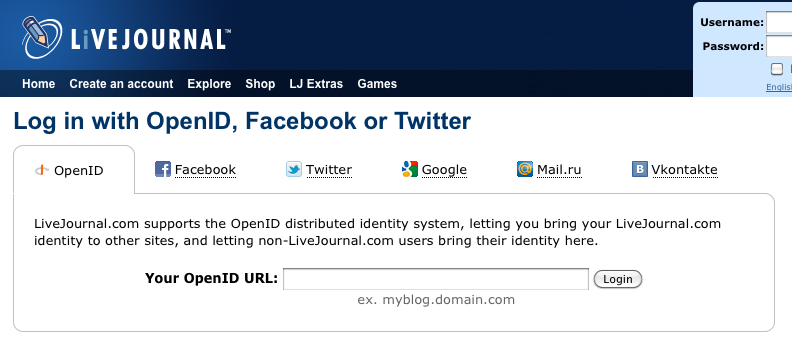 LiVEJOURNAL™
Username:
Password:
English
Home Create an account Explore Shop LJ Extras Games
Log in with OpenID, Facebook or Twitter
OpenID Facebook Twitter Google Mail.ru Vkontakte
LiveJournal.com supports the OpenID distributed identity system, letting you bring your LiveJournal.com
identity to other sites, and letting non-LiveJournal.com users bring their identity here.
Your OpenID URL: Login
ex. myblog.domain.com